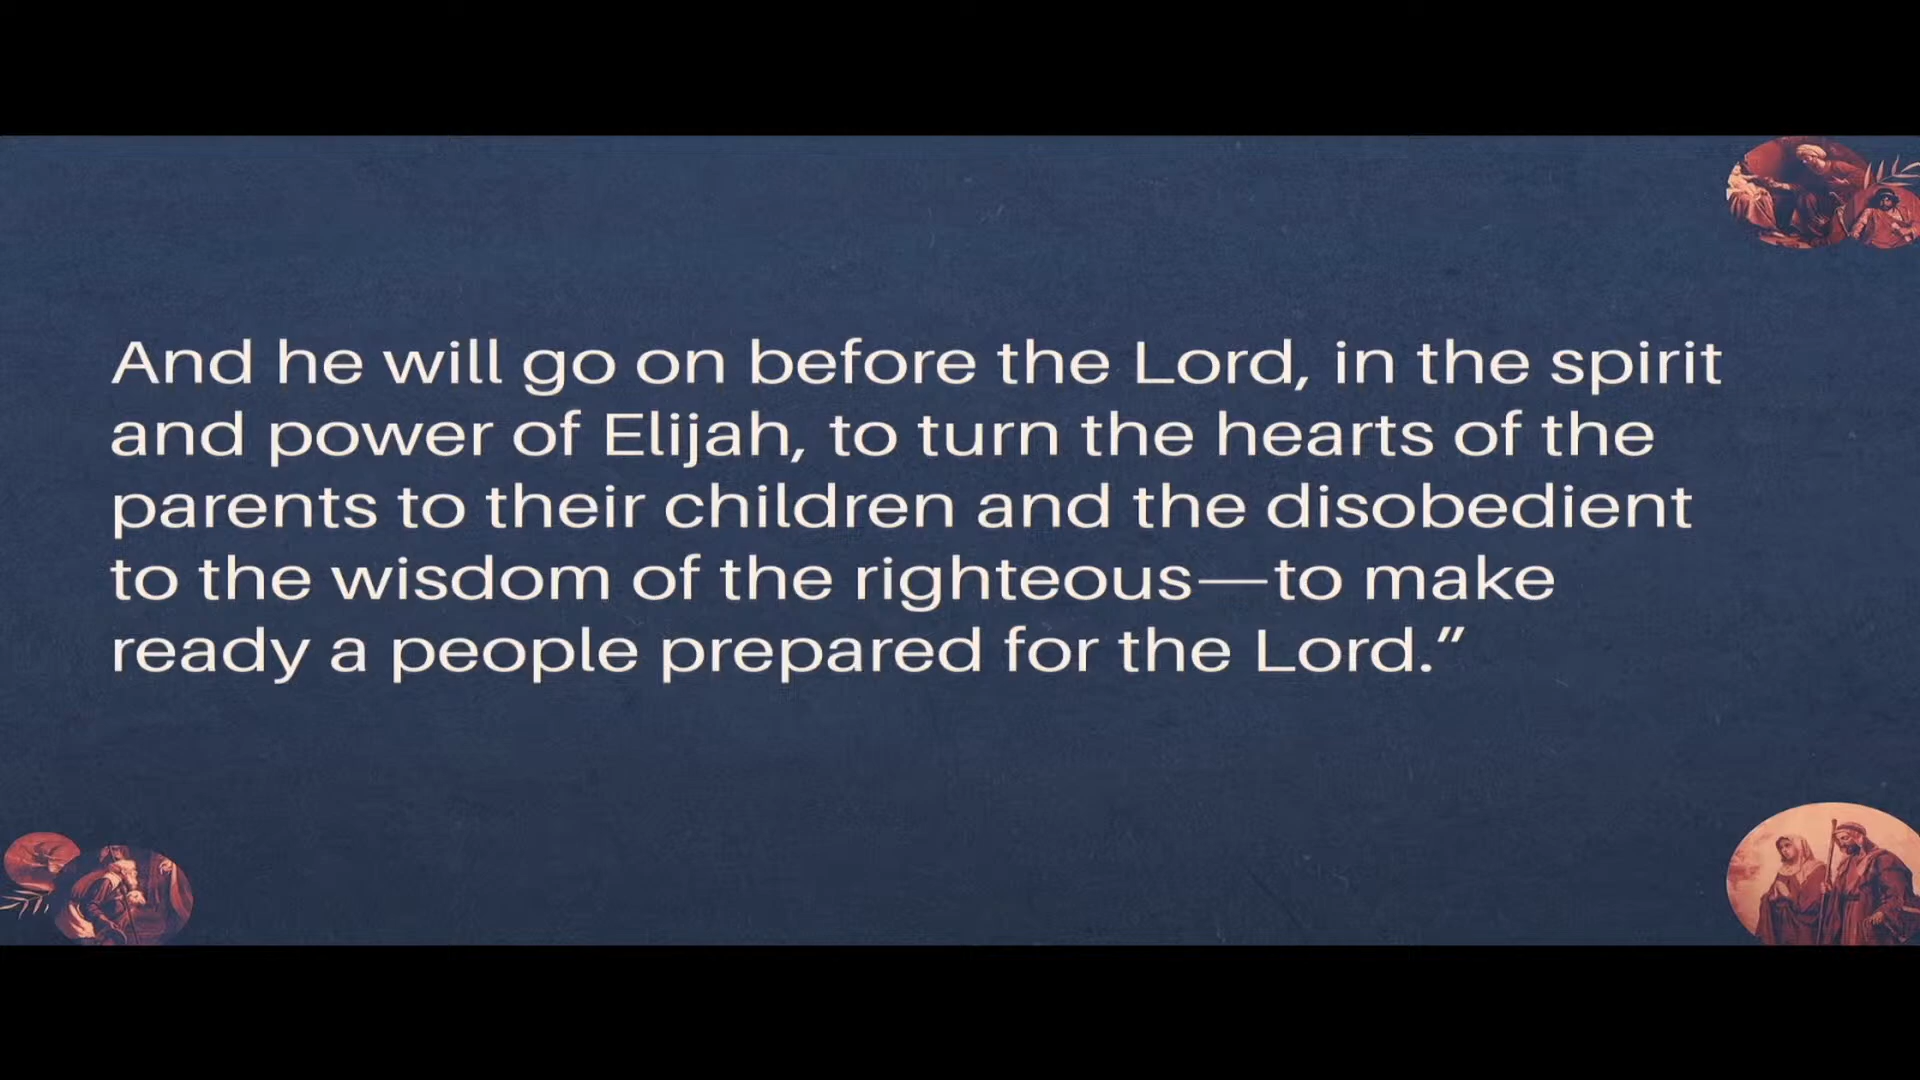 And he will go on before the Lord, in the spirit
and power of Elijah, to turn the hearts of the
parents to their children and the disobedient
to the wisdom of the righteous—to make
ready a people prepared for the Lord.”